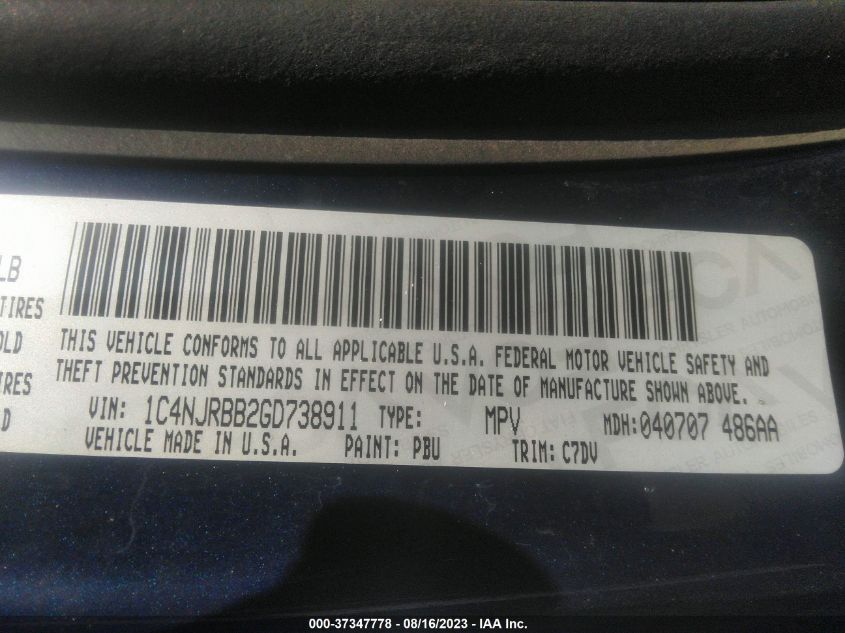 LB
TIRES
OLD
IRES
D
THIS VEHICLE CONFORMS TO ALL APPLICABLE U.S.A. FEDERAL MOTOR VEHICLE SAFETY AND
THEFT PREVENTION STANDARDS IN EFFECT ON THE DATE OF MANUFACTURE SHOWN ABOVE.
VIN: 1C4NJRBB2GD738911 TYPE: MPV MDH:040707 486AA
VEHICLE MADE IN U.S.A. PAINT: PBU TRIM: C7DV
000-37347778 - 08/16/2023 - IAA Inc.